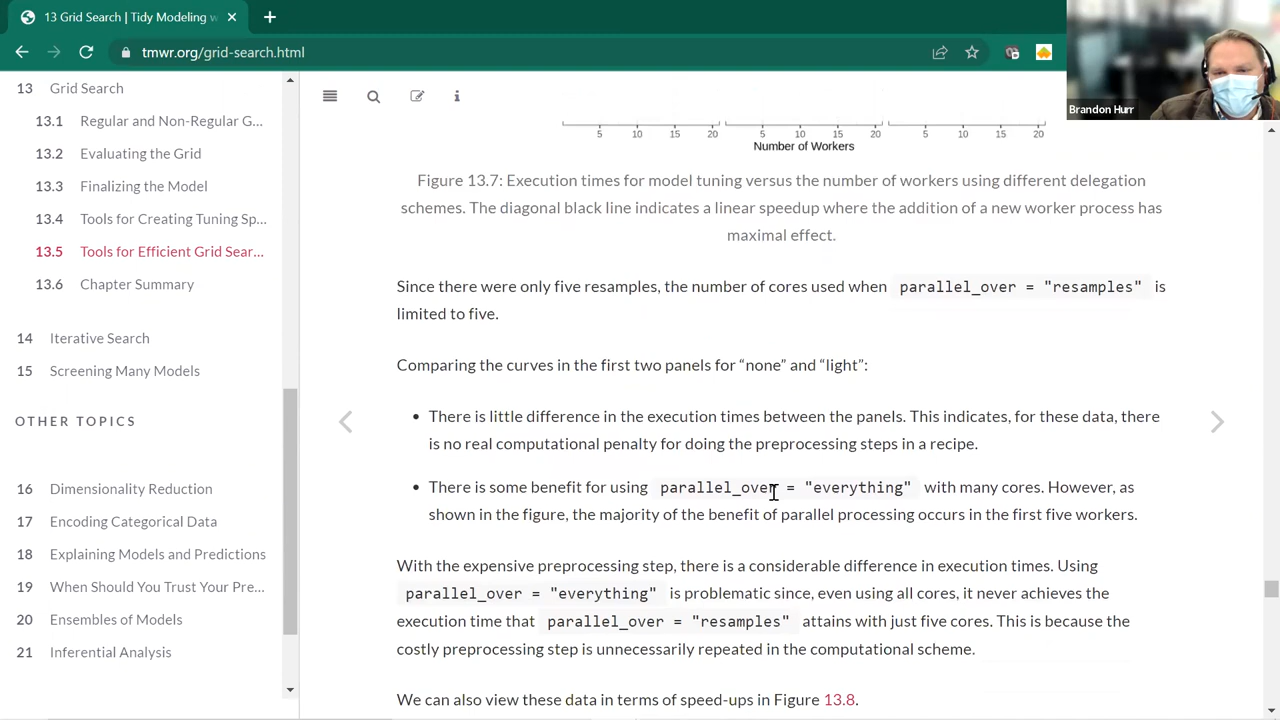 13 Grid Search | Tidy Modeling w
tmwr.org/grid-search.html
Brandon Hurr
13 Grid Search
13.1 Regular and Non-Regular G...
13.2 Evaluating the Grid
13.3 Finalizing the Model
13.4 Tools for Creating Tuning Sp...
13.5 Tools for Efficient Grid Sear...
13.6 Chapter Summary
14 Iterative Search
15 Screening Many Models
OTHER TOPICS
16 Dimensionality Reduction
17 Encoding Categorical Data
18 Explaining Models and Predictions
19 When Should You Trust Your Pre...
20 Ensembles of Models
21 Inferential Analysis
5 10 15 20 5 10 15 20 5 10 15 20
Number of Workers
Figure 13.7: Execution times for model tuning versus the number of workers using different delegation
schemes. The diagonal black line indicates a linear speedup where the addition of a new worker process has
maximal effect.
Since there were only five resamples, the number of cores used when parallel_over = "resamples" is
limited to five.
Comparing the curves in the first two panels for “none” and “light”:
• There is little difference in the execution times between the panels. This indicates, for these data, there
is no real computational penalty for doing the preprocessing steps in a recipe.
• There is some benefit for using parallel_over = "everything" with many cores. However, as
shown in the figure, the majority of the benefit of parallel processing occurs in the first five workers.
With the expensive preprocessing step, there is a considerable difference in execution times. Using
parallel_over = "everything" is problematic since, even using all cores, it never achieves the
execution time that parallel_over = "resamples" attains with just five cores. This is because the
costly preprocessing step is unnecessarily repeated in the computational scheme.
We can also view these data in terms of speed-ups in Figure 13.8.